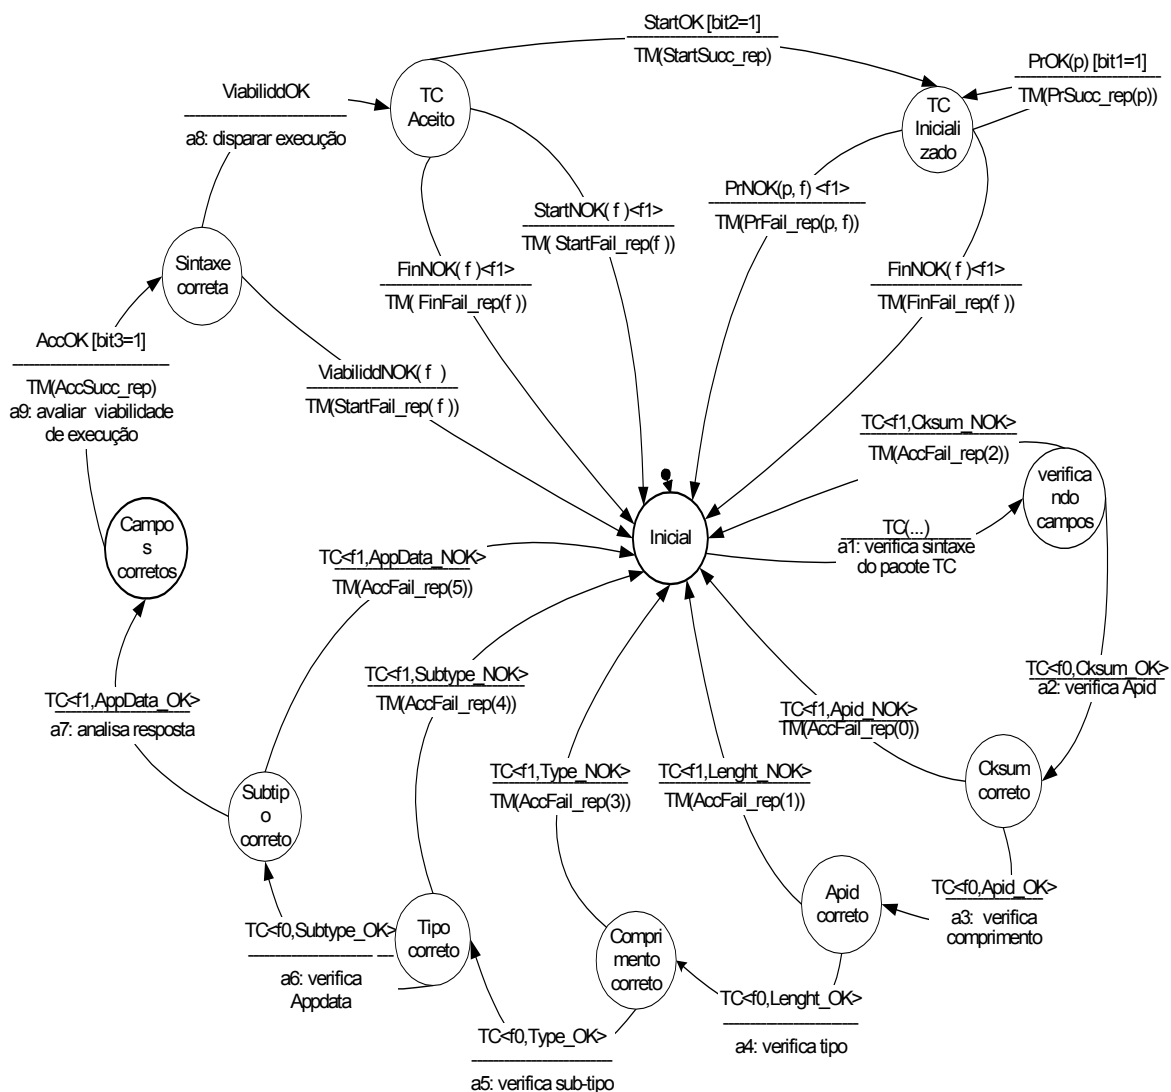 StartOK [bit2=1]
TM(StartSucc_rep)
PrOK(p) [bit1=1]
TM(PrSucc_rep(p))
ViabiliddOK
a8: disparar execução
TC
Aceito
TC
Iniciali
zado
StartNOK( f )<f1>
TM( StartFail_rep(f ))
PrNOK(p, f) <f1>
TM(PrFail_rep(p, f))
FinNOK( f )<f1>
TM( FinFail_rep(f ))
FinNOK( f )<f1>
TM(FinFail_rep(f ))
Sintaxe
correta
AccOK [bit3=1]
TM(AccSucc_rep)
a9: avaliar viabilidade
de execução
ViabiliddNOK( f )
TM(StartFail_rep( f ))
TC<f1,Cksum_NOK>
TM(AccFail_rep(2))
verifica
ndo
campos
Inicial
TC(...)
a1: verifica sintaxe
do pacote TC
Campo
s
corretos
TC<f1,AppData_NOK>
TM(AccFail_rep(5))
TC<f1,Subtype_NOK>
TM(AccFail_rep(4))
TC<f0,Cksum_OK>
a2: verifica Apid
TC<f1,AppData_OK>
a7: analisa resposta
TC<f1,Apid_NOK>
TM(AccFail_rep(0))
TC<f1,Type_NOK>
TM(AccFail_rep(3))
TC<f1,Lenght_NOK>
TM(AccFail_rep(1))
Cksum
correto
Subtip
o
correto
Apid
correto
TC<f0,Apid_OK>
a3: verifica
comprimento
TC<f0,Subtype_OK>
a6: verifica
Appdata
Tipo
correto
Compri
mento
correto
TC<f0,Lenght_OK>
a4: verifica tipo
TC<f0,Type_OK>
a5: verifica sub-tipo